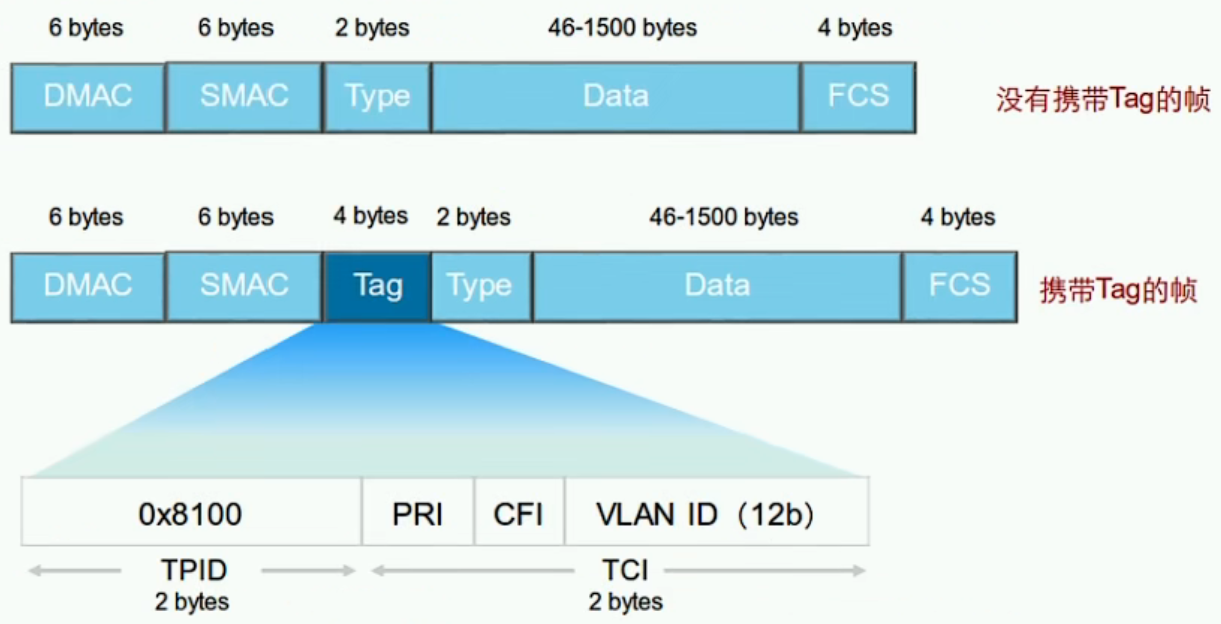 6 bytes 6 bytes 2 bytes 46-1500 bytes 4 bytes
DMAC SMAC Type Data FCS 没有携带Tag的帧
6 bytes 6 bytes 4 bytes 2 bytes 46-1500 bytes 4 bytes
DMAC SMAC Tag Type Data FCS 携带Tag的帧
0x8100 PRI CFI VLAN ID（12b）
TPID TCI
2 bytes 2 bytes